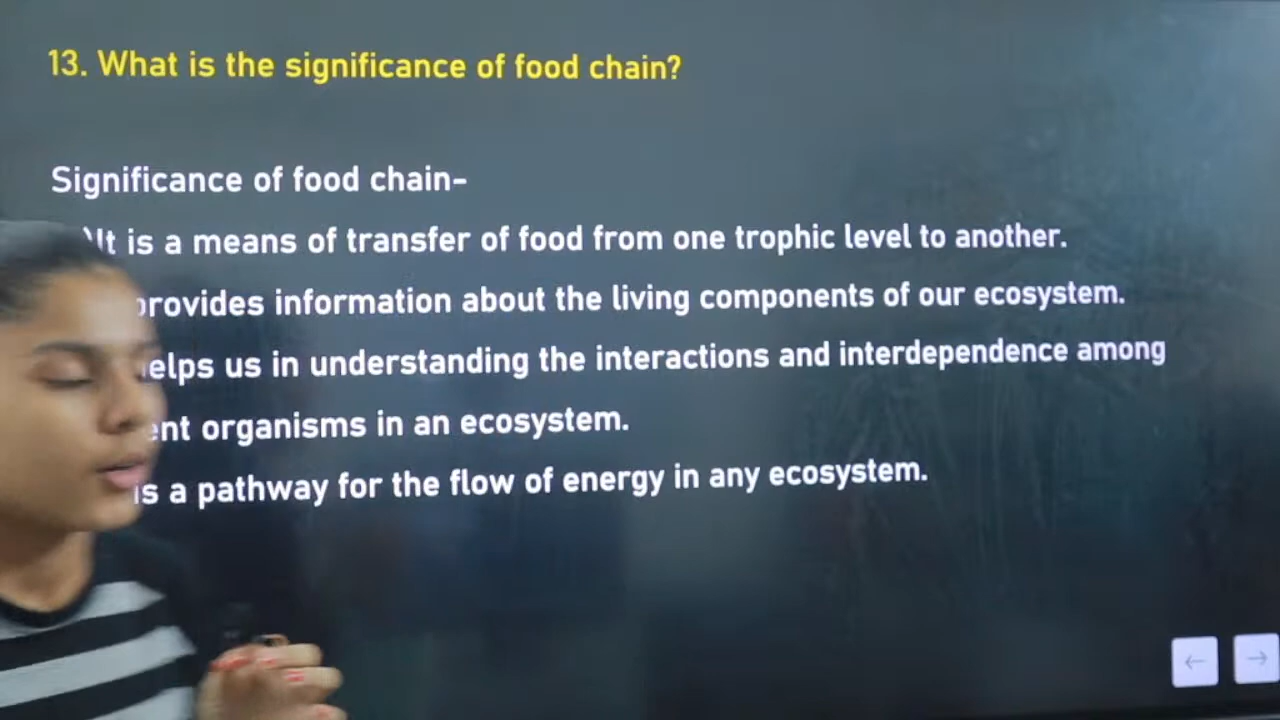 13. What is the significance of food chain?
Significance of food chain-
It is a means of transfer of food from one trophic level to another.
provides information about the living components of our ecosystem.
us in understanding the interactions and interdependence among
organisms in an ecosystem.
is a pathway for the flow of energy in any ecosystem.